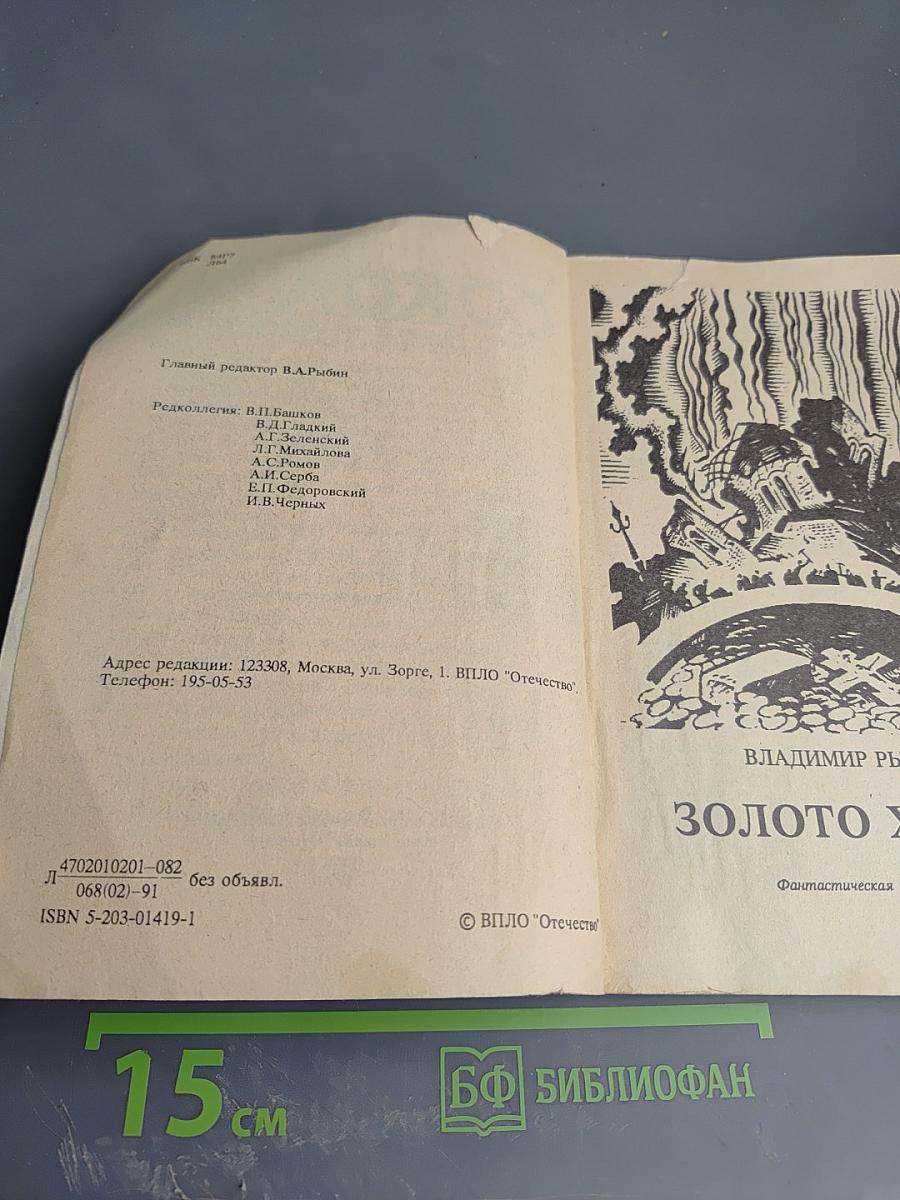 Главный редактор В.А.Рыбин
Редколлегия: В.П.Башков
В.Д.Гладкий
А.Г.Зеленский
Л.Г.Михайлова
А.С.Ромов
А.И.Серба
Е.П.Федоровский
И.В.Черных
Адрес редакции: 123308, Москва, ул. Зорге, 1. ВПЛО "Отечество".
Телефон: 195-05-53
Л 4702010201–082
068(02)–91
без объявл.
ISBN 5-203-01419-1
© ВПЛО "Отечество"
ВЛАДИМИР РЫ
ЗОЛОТО
Фантастическая
15 см
БФ БИБЛИОФАН